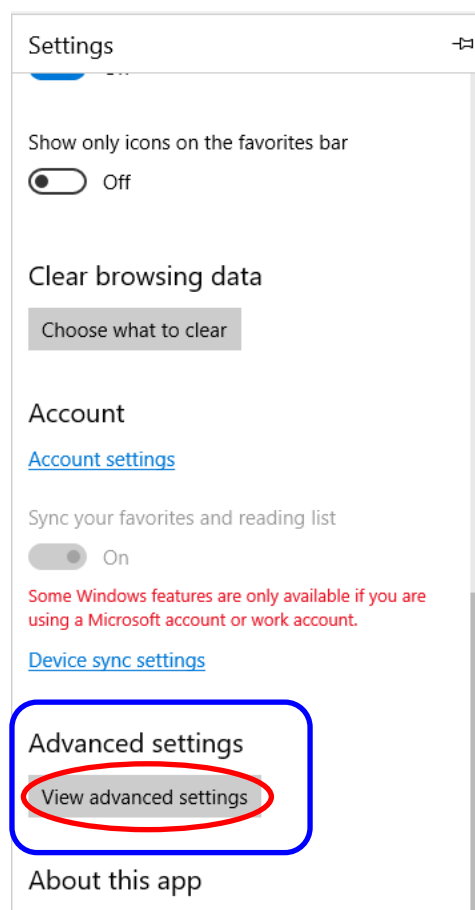 Settings
Show only icons on the favorites bar
Off
Clear browsing data
Choose what to clear
Account
Account settings
Sync your favorites and reading list
On
Some Windows features are only available if you are
using a Microsoft account or work account.
Device sync settings
Advanced settings
View advanced settings
About this app